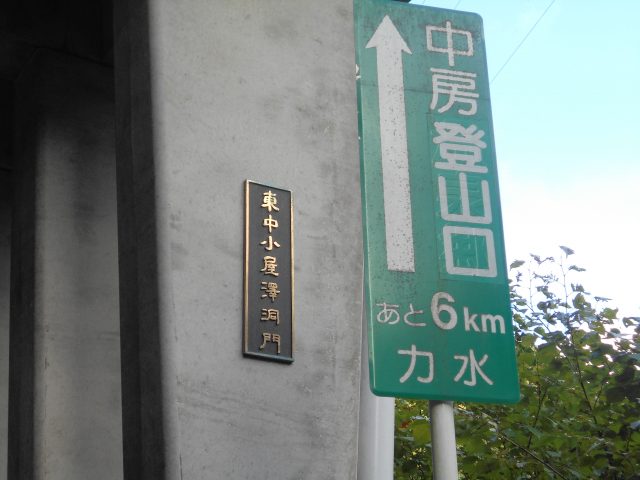 東中小屋澤洞門
中房登山口
あと6km
力水